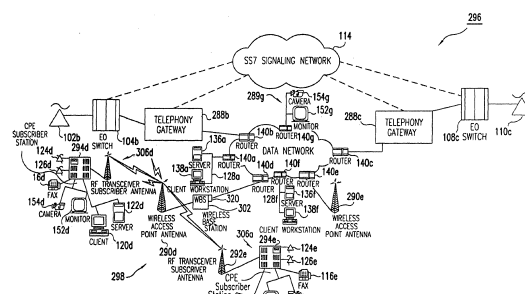 296
114
SS7 SIGNALING NETWORK
154g
289g
CAMERA
152g
MONITOR
140g
ROUTER
288b
288c
TELEPHONY
GATEWAY
TELEPHONY
GATEWAY
102b
EO
SWITCH
104b
108c
EO
SWITCH
110c
CPE
SUBSCRIBER
STATION
294d
124d
126d
FAX
154d
CAMERA
MONITOR
152d
CLIENT
120d
122d
SERVER
306d
RF TRANSCEIVER
SUBSCRIBER ANTENNA
136a
140b
ROUTER
SERVER
138a
ROUTER
140a
128a
CLIENT WORKSTATION
DATA NETWORK
140d
140f
ROUTER
ROUTER
140e
ROUTER
140c
ROUTER
320
302
WBS
WIRELESS
BASE
STATION
WIRELESS
ACCESS
POINT ANTENNA
290d
136f
SERVER
128f
138f
CLIENT
WORKSTATION
290e
WIRELESS ACCESS
POINT ANTENNA
298
292e
RF TRANSCEIVER
SUBSCRIBER ANTENNA
294e
124e
126e
116e
FAX
CPE
Subscriber